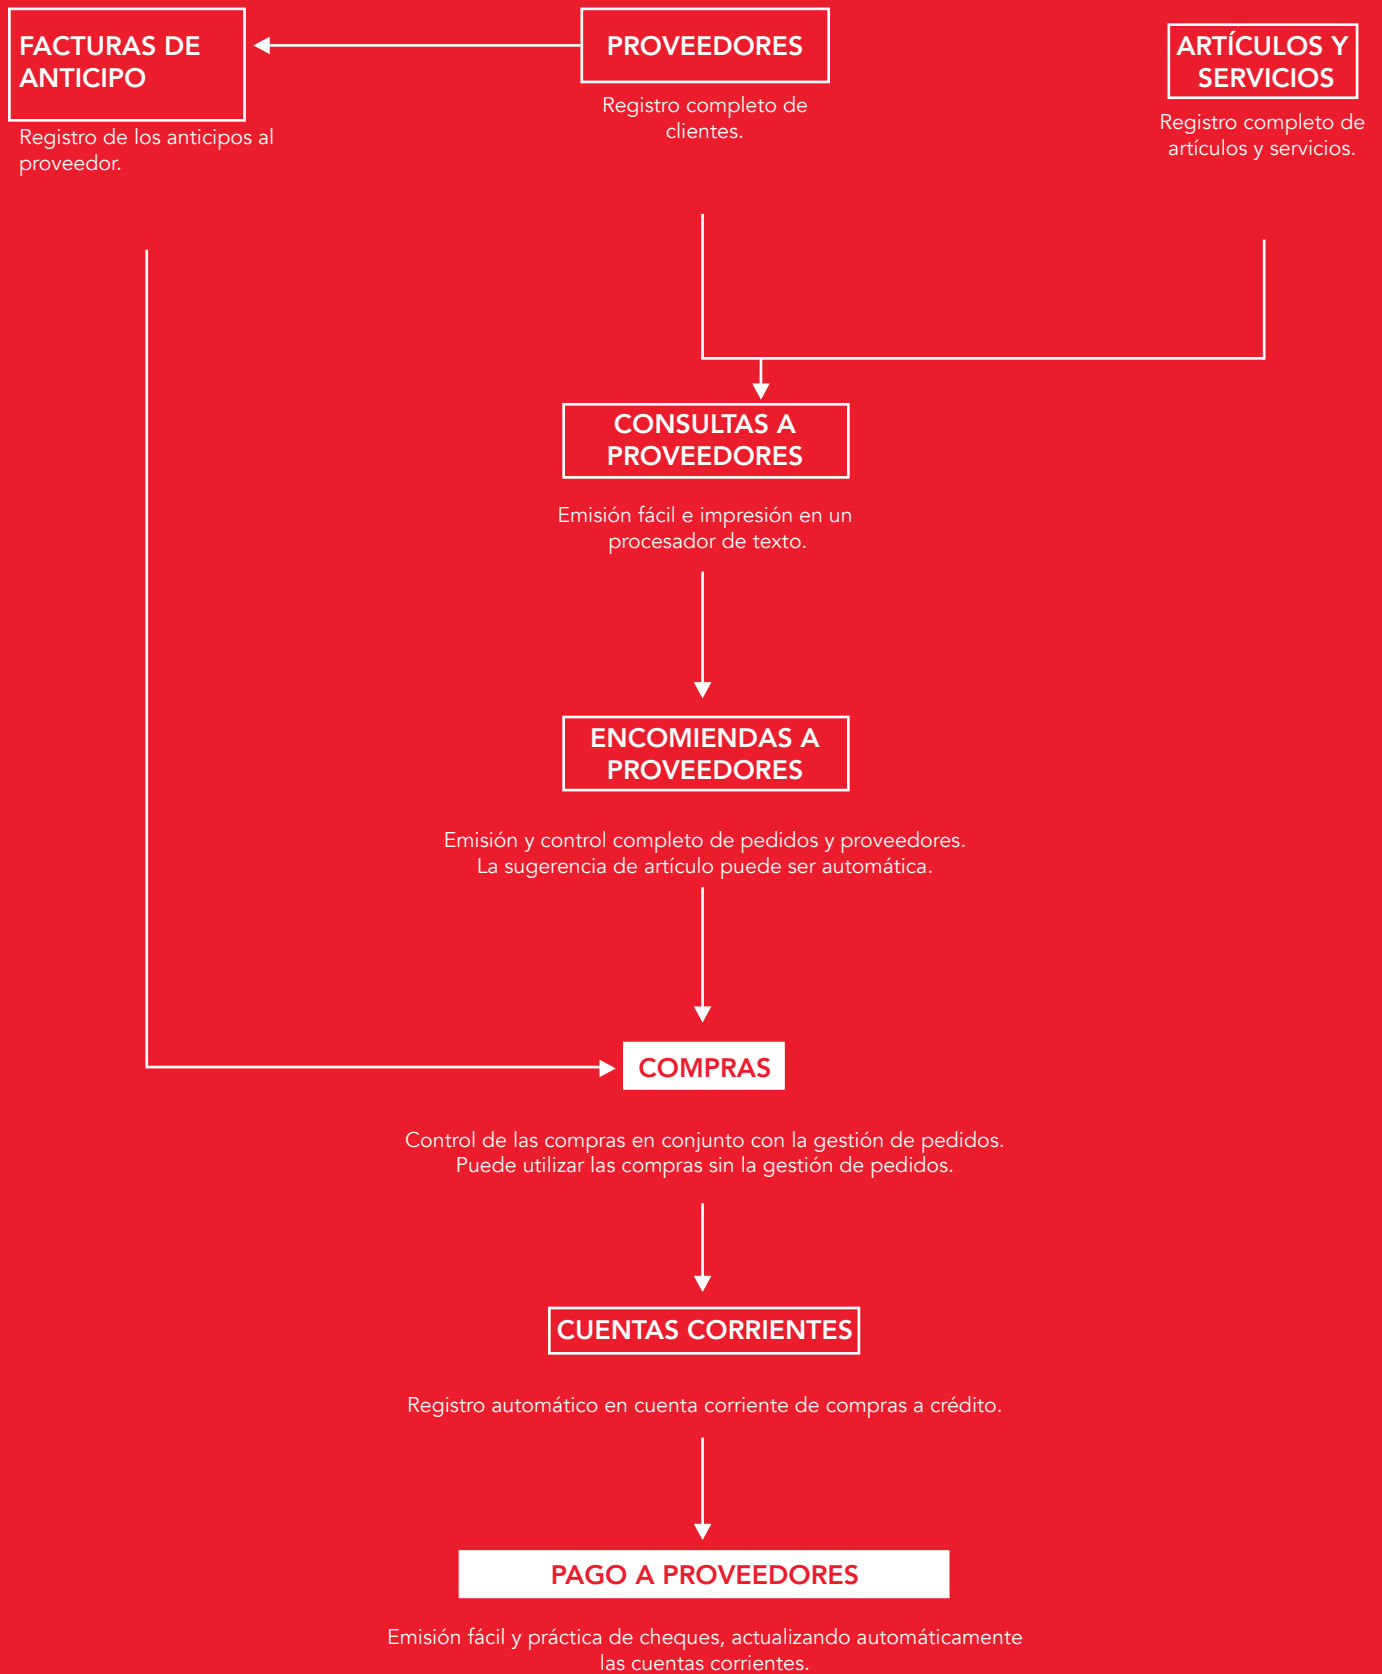 FACTURAS DE
ANTICIPO
Registro de los anticipos al
proveedor.
PROVEEDORES
Registro completo de
clientes.
ARTÍCULOS Y
SERVICIOS
Registro completo de
artículos y servicios.
CONSULTAS A
PROVEEDORES
Emisión fácil e impresión en un
procesador de texto.
ENCOMIENDAS A
PROVEEDORES
Emisión y control completo de pedidos y proveedores.
La sugerencia de artículo puede ser automática.
COMPRAS
Control de las compras en conjunto con la gestión de pedidos.
Puede utilizar las compras sin la gestión de pedidos.
CUENTAS CORRIENTES
Registro automático en cuenta corriente de compras a crédito.
PAGO A PROVEEDORES
Emisión fácil y práctica de cheques, actualizando automáticamente
las cuentas corrientes.